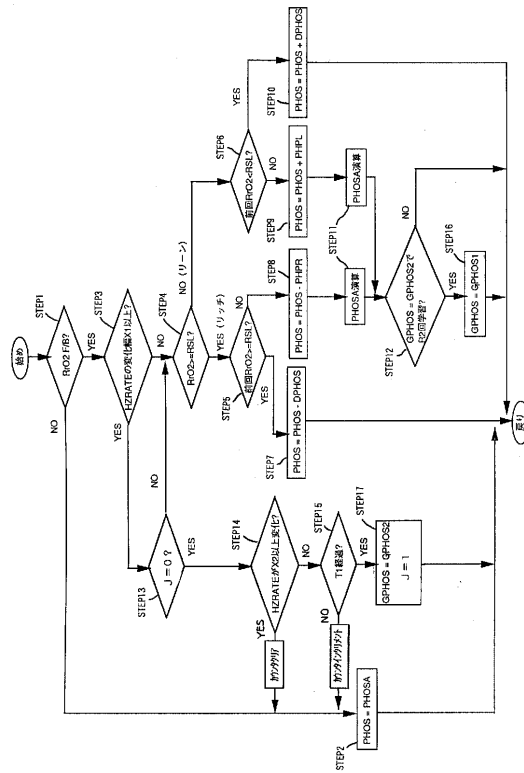 始め
STEP1
RrO2 F/B?
NO
YES
STEP3
HZRATEの変化幅X1以上?
YES
NO
STEP13
J=0?
NO
YES
STEP4
RrO2>=RSL?
NO (リーン)
YES (リッチ)
STEP5
前回RrO2>=RSL?
NO
YES
STEP6
前回RrO2<RSL?
YES
NO
STEP7
PHOS = PHOS - DPHOS
STEP8
PHOS = PHOS - PHPR
STEP9
PHOS = PHOS + PHPL
STEP10
PHOS = PHOS + DPHOS
STEP11
PHOSA演算
PHOSA演算
STEP12
GPHOS = GPHOS2で
R2回学習?
NO
YES
STEP16
GPHOS = GPHOS1
STEP14
HZRATEがX2以上変化?
YES
NO
カウンタクリア
STEP15
T1経過?
NO
YES
カウンタインクリメント
STEP17
GPHOS = GPHOS2
J = 1
STEP2
PHOS = PHOSA
戻り